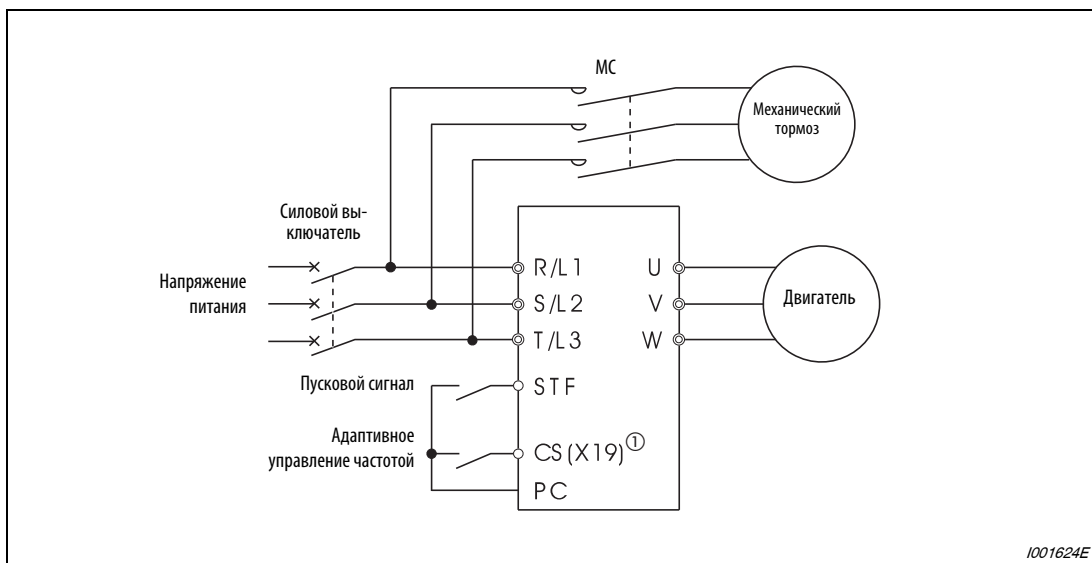 MC
Механический
тормоз
Силовой вы-
ключатель
Напряжение
питания
R/L1
S/L2
T/L3
U
V
W
Двигатель
Пусковой сигнал
STF
Адаптивное
управление частотой
CS(X19)①
PC
I001624E